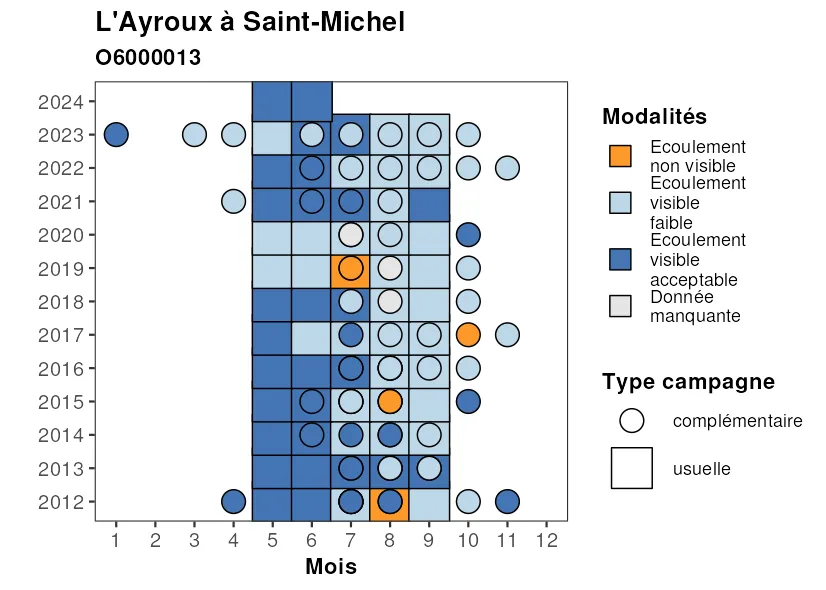 L'Ayroux à Saint-Michel
O6000013
2024
2023
2022
2021
2020
2019
2018
2017
2016
2015
2014
2013
2012
1 2 3 4 5 6 7 8 9 10 11 12
Mois
Modalités
Ecoulement
non visible
Ecoulement
visible
faible
Ecoulement
visible
acceptable
Donnée
manquante
Type campagne
complémentaire
usuelle